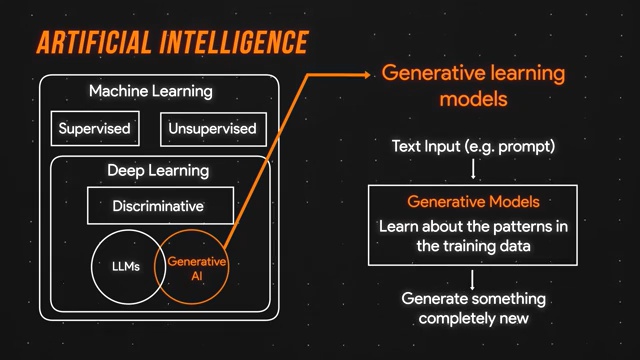 ARTIFICIAL INTELLIGENCE
Machine Learning
Supervised
Unsupervised
Deep Learning
Discriminative
LLMs
Generative
AI
Generative learning
models
Text Input (e.g. prompt)
Generative Models
Learn about the patterns in
the training data
Generate something
completely new